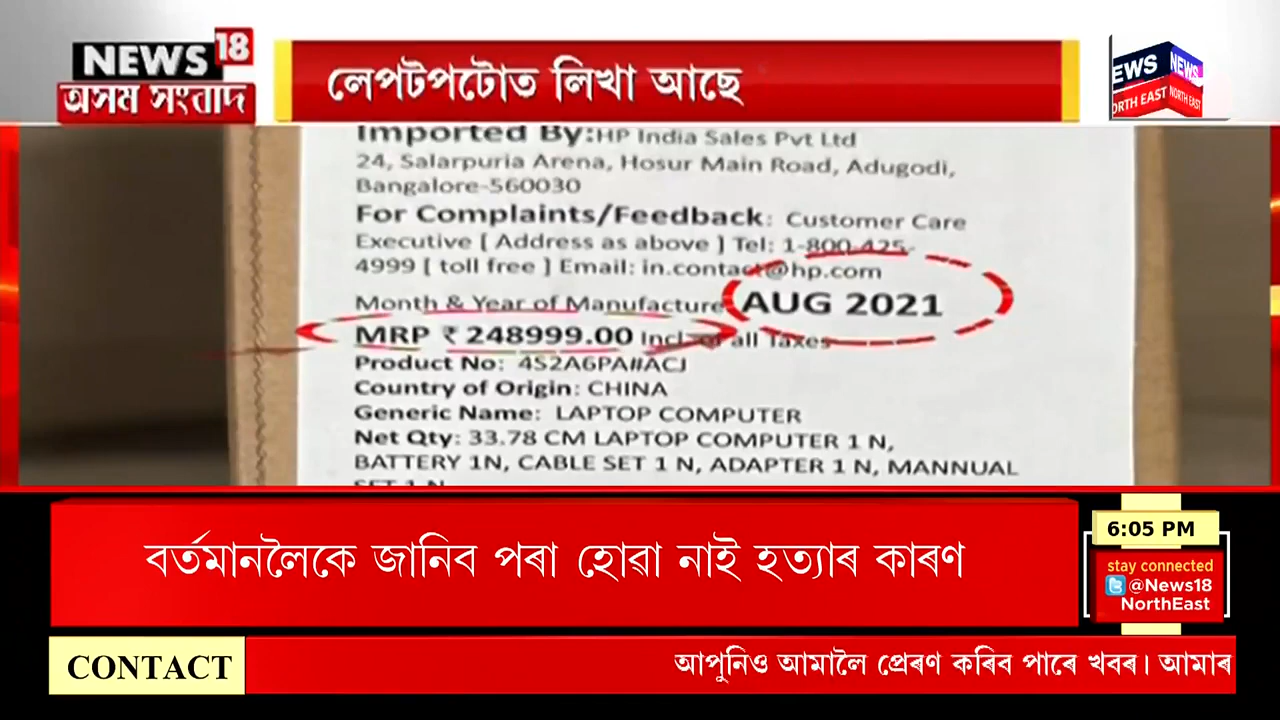 NEWS 18
অসম সংবাদ
লেপটপটোত লিখা আছে
EWS NEWS
ORTH EAST NORTH EAST
Imported By:HP India Sales Pvt Ltd
24, Salarpuria Arena, Hosur Main Road, Adugodi,
Bangalore-560030
For Complaints/Feedback: Customer Care
Executive [ Address as above ] Tel: 1-800-425-
4999 [ toll free ] Email: in.contact@hp.com
Month & Year of Manufacture AUG 2021
MRP ₹ 248999.00 Incl. of all Taxes
Product No: 4S2A6PA#ACJ
Country of Origin: CHINA
Generic Name: LAPTOP COMPUTER
Net Qty: 33.78 CM LAPTOP COMPUTER 1 N,
BATTERY 1N, CABLE SET 1 N, ADAPTER 1 N, MANNUAL
SET 1 N
বৰ্তমানলৈকে জানিব পৰা হোৱা নাই হত্যাৰ কাৰণ
6:05 PM
stay connected
@News18
NorthEast
CONTACT
আপুনিও আমালৈ প্ৰেৰণ কৰিব পাৰে খবৰ। আমাৰ